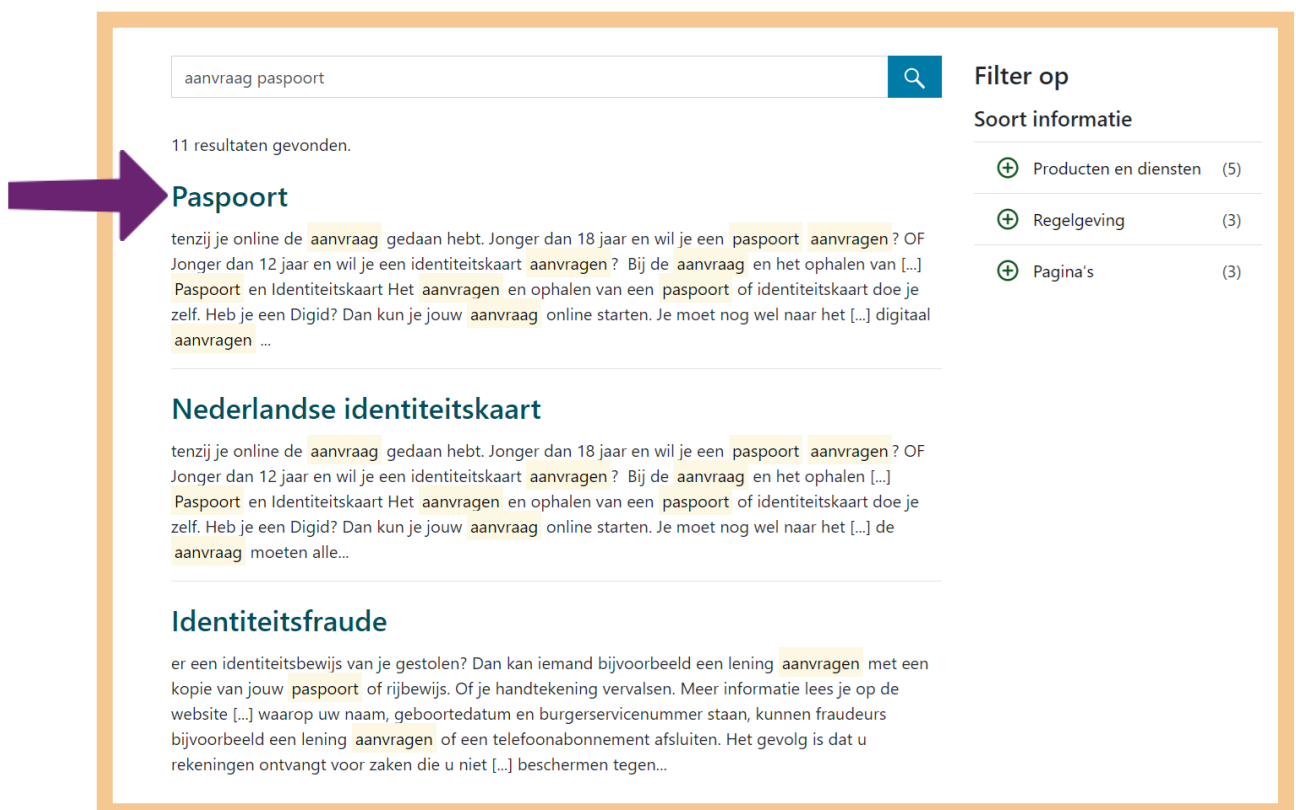 aanvraag paspoort
11 resultaten gevonden.
Paspoort
tenzij je online de aanvraag gedaan hebt. Jonger dan 18 jaar en wil je een paspoort aanvragen? OF
Jonger dan 12 jaar en wil je een identiteitskaart aanvragen? Bij de aanvraag en het ophalen van [...]
Paspoort en Identiteitskaart Het aanvragen en ophalen van een paspoort of identiteitskaart doe je
zelf. Heb je een Digid? Dan kun je jouw aanvraag online starten. Je moet nog wel naar het [...] digitaal
aanvragen ...
Nederlandse identiteitskaart
tenzij je online de aanvraag gedaan hebt. Jonger dan 18 jaar en wil je een paspoort aanvragen? OF
Jonger dan 12 jaar en wil je een identiteitskaart aanvragen? Bij de aanvraag en het ophalen [...]
Paspoort en Identiteitskaart Het aanvragen en ophalen van een paspoort of identiteitskaart doe je
zelf. Heb je een Digid? Dan kun je jouw aanvraag online starten. Je moet nog wel naar het [...] de
aanvraag moeten alle...
Identiteitsfraude
er een identiteitsbewijs van je gestolen? Dan kan iemand bijvoorbeeld een lening aanvragen met een
kopie van jouw paspoort of rijbewijs. Of je handtekening vervalsen. Meer informatie lees je op de
website [...] waarop uw naam, geboortedatum en burgerservicenummer staan, kunnen fraudeurs
bijvoorbeeld een lening aanvragen of een telefoonabonnement afsluiten. Het gevolg is dat u
rekeningen ontvangt voor zaken die u niet [...] beschermen tegen...
Filter op
Soort informatie
Producten en diensten (5)
Regelgeving (3)
Pagina's (3)